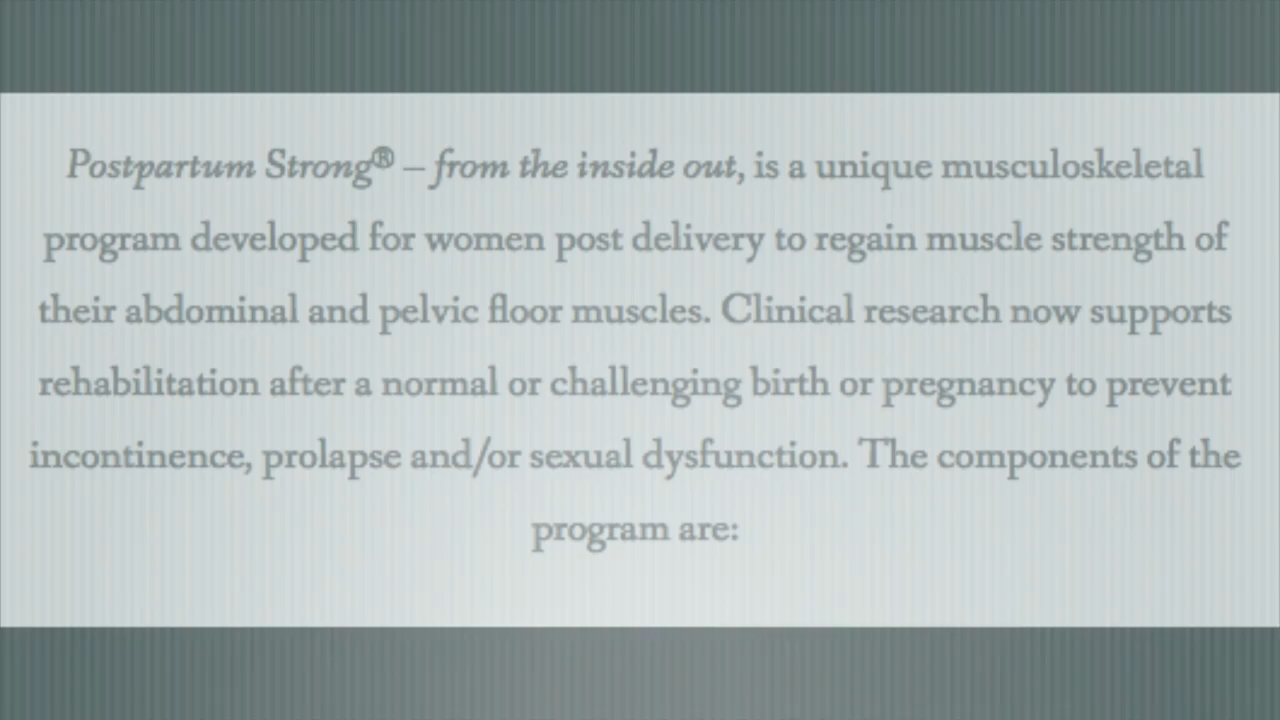 Postpartum Strong® – from the inside out, is a unique musculoskeletal
program developed for women post delivery to regain muscle strength of
their abdominal and pelvic floor muscles. Clinical research now supports
rehabilitation after a normal or challenging birth or pregnancy to prevent
incontinence, prolapse and/or sexual dysfunction. The components of the
program are: